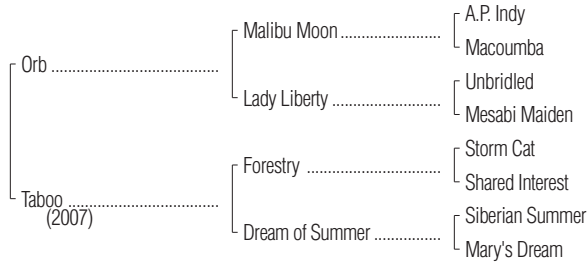 A.P. Indy
Malibu Moon
Macoumba
Orb
Unbridled
Lady Liberty
Mesabi Maiden
Storm Cat
Forestry
Shared Interest
Taboo
(2007)
Siberian Summer
Dream of Summer
Mary's Dream